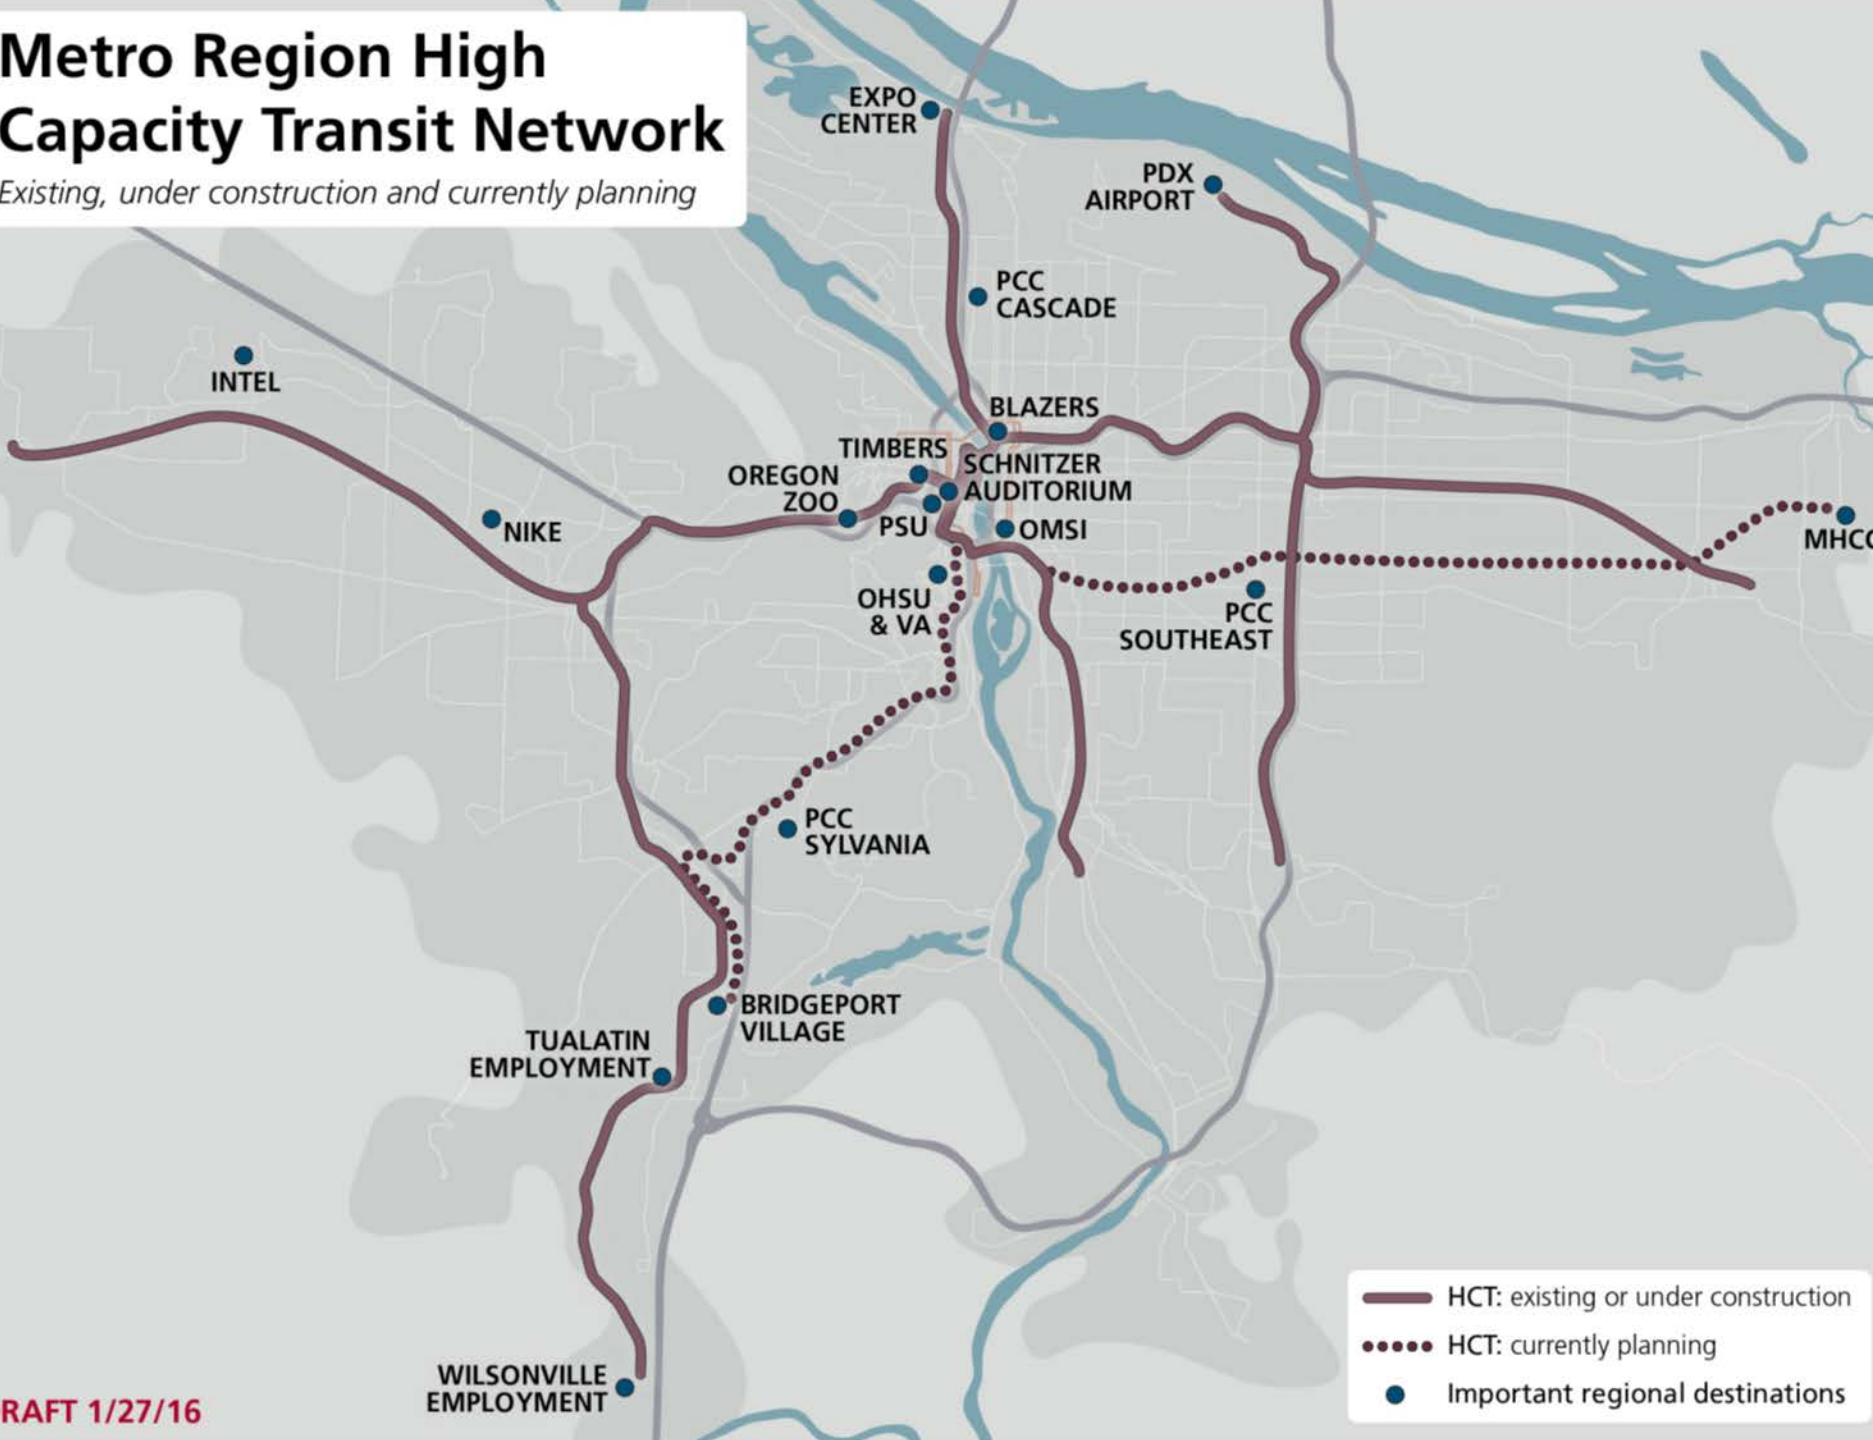 Metro Region High
Capacity Transit Network
Existing, under construction and currently planning
EXPO
CENTER
PDX
AIRPORT
PCC
CASCADE
INTEL
BLAZERS
TIMBERS
SCHNITZER
AUDITORIUM
OREGON
ZOO
PSU
OMSI
NIKE
MHCC
OHSU
& VA
PCC
SOUTHEAST
PCC
SYLVANIA
BRIDGEPORT
VILLAGE
TUALATIN
EMPLOYMENT
WILSONVILLE
EMPLOYMENT
HCT: existing or under construction
HCT: currently planning
Important regional destinations
RAFT 1/27/16